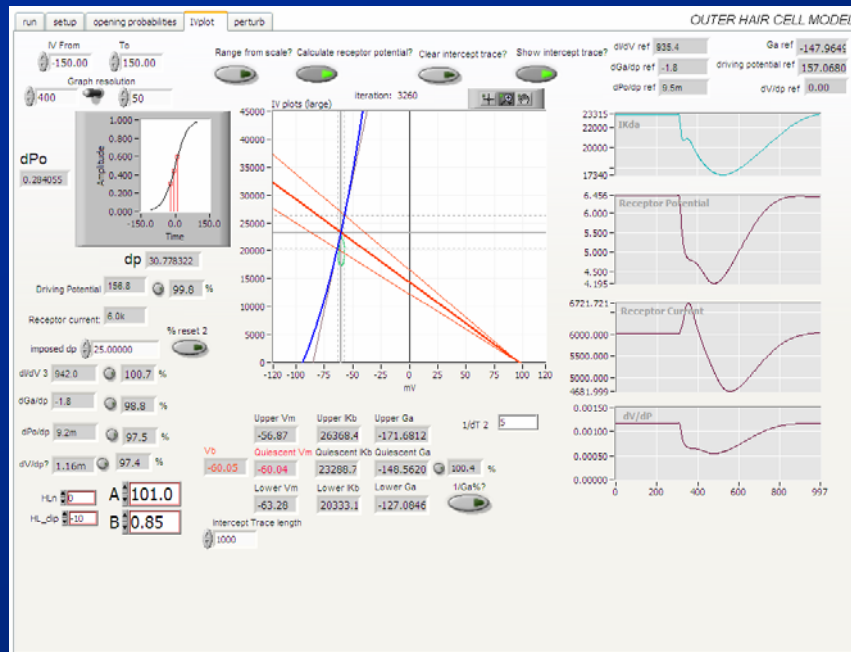 run setup opening probabilities IVplot perturb OUTER HAIR CELL MODEL
IV From To
-150.00 150.00
Graph resolution
400 50
Range from scale? Calculate receptor potential? Clear intercept trace? Show intercept trace?
dI/dV ref 935.4 Ga ref -147.9649
dGa/dp ref -1.8 driving potential ref 157.0680
dPo/dp ref 9.5m dV/dp ref 0.00
dPo
0.284055
Amplitude
1.000
0.800
0.600
0.400
0.200
0.000
-150.0 0.0 150.0
Time
dp 30.778322
Driving Potential 156.8 99.8 %
Receptor current: 6.0k
% reset 2
imposed dp 25.00000
dI/dV 3 942.0 100.7 %
dGa/dp -1.8 98.8 %
dPo/dp 9.2m 97.5 %
dV/dp? 1.16m 97.4 %
HLn 0 A 101.0
HL_dip -10 B 0.85
IV plots (large) iteration: 3260
45000
40000
35000
30000
25000
20000
15000
10000
5000
0
-120 -100 -75 -50 -25 0 25 50 75 100 120
mV
Upper Vm Upper IKb Upper Ga 1/dT 2 5
-56.87 26368.4 -171.6812
Vb Quiescent Vm Quiescent IKb Quiescent Ga
-60.05 -60.04 23288.7 -148.5620 100.4 %
Lower Vm Lower IKb Lower Ga 1/Ga%?
-63.28 20333.1 -127.0846
Intercept Trace length
1000
23315
22000
20000
17340
IKda
6.456
6.000
5.500
5.000
4.500
4.195
Receptor Potential
6721.721
6000.000
5000.000
4681.999
Receptor Current
0.00150
0.00100
0.00050
0.00000
dV/dP
0 200 400 600 800 997